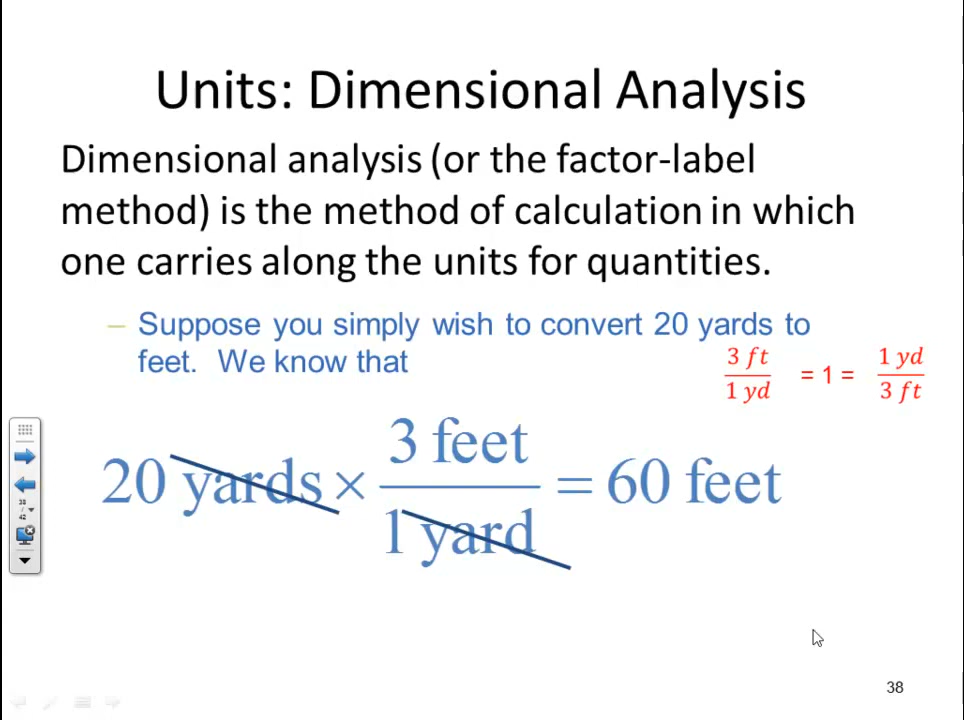 Units: Dimensional Analysis
Dimensional analysis (or the factor-label
method) is the method of calculation in which
one carries along the units for quantities.
– Suppose you simply wish to convert 20 yards to
feet. We know that
3 ft / 1 yd = 1 = 1 yd / 3 ft
20 yards × 3 feet / 1 yard = 60 feet
38
/
42
38